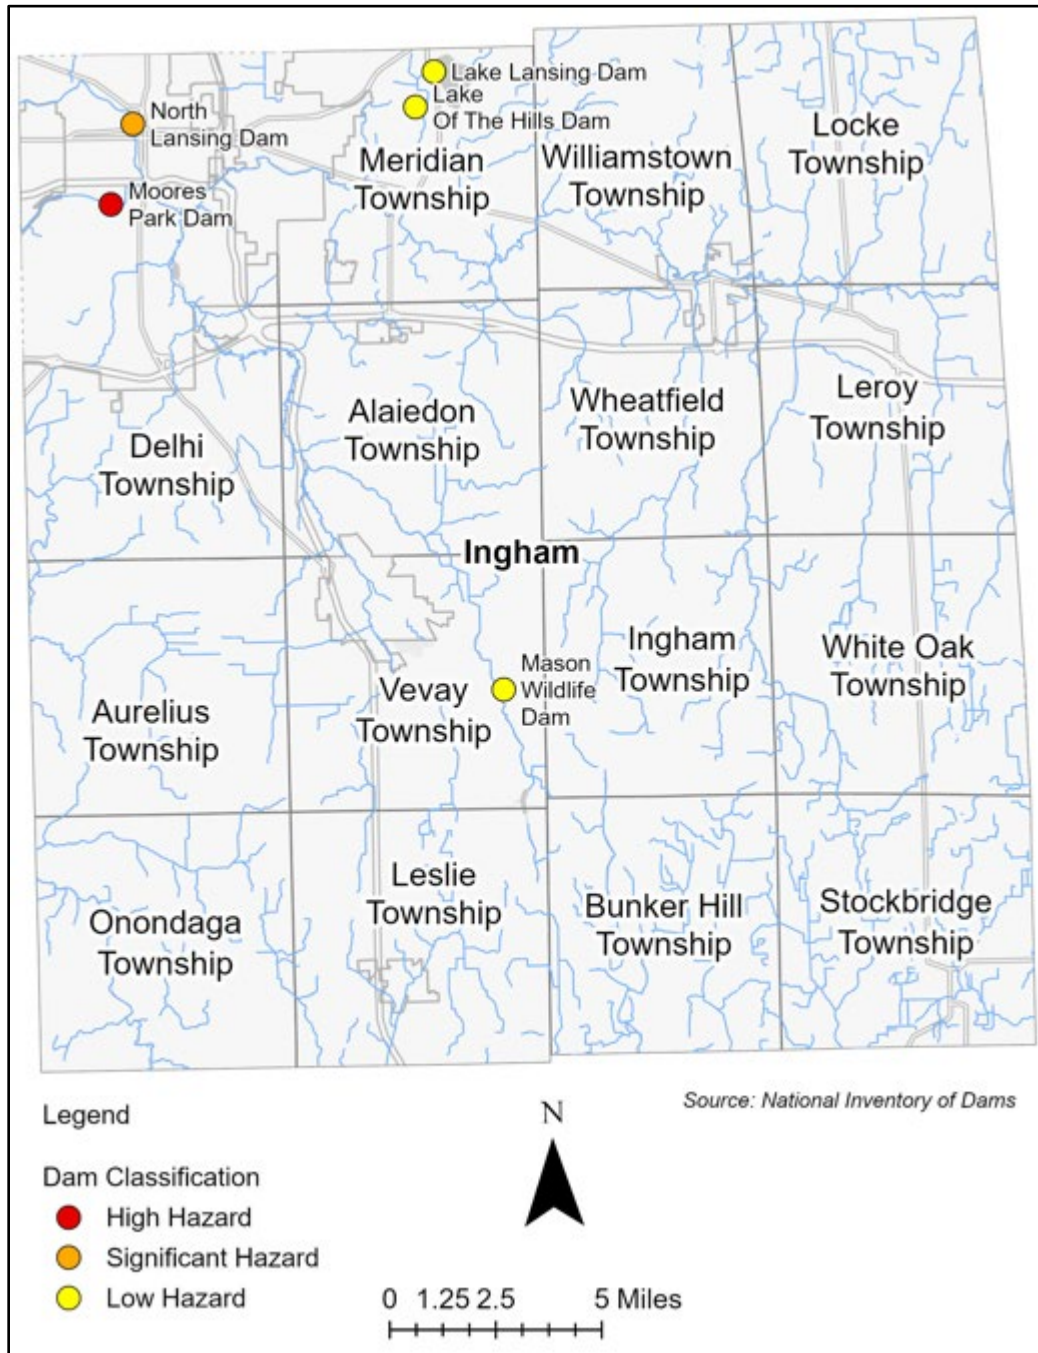 Lake Lansing Dam
Lake
Of The Hills Dam
North
Lansing Dam
Moores
Park Dam
Meridian
Township
Williamstown
Township
Locke
Township
Delhi
Township
Alaiedon
Township
Wheatfield
Township
Leroy
Township
Ingham
Aurelius
Township
Vevay
Township
Mason
Wildlife
Dam
Ingham
Township
White Oak
Township
Onondaga
Township
Leslie
Township
Bunker Hill
Township
Stockbridge
Township
Source: National Inventory of Dams
Legend
N
Dam Classification
High Hazard
Significant Hazard
Low Hazard
0 1.25 2.5 5 Miles